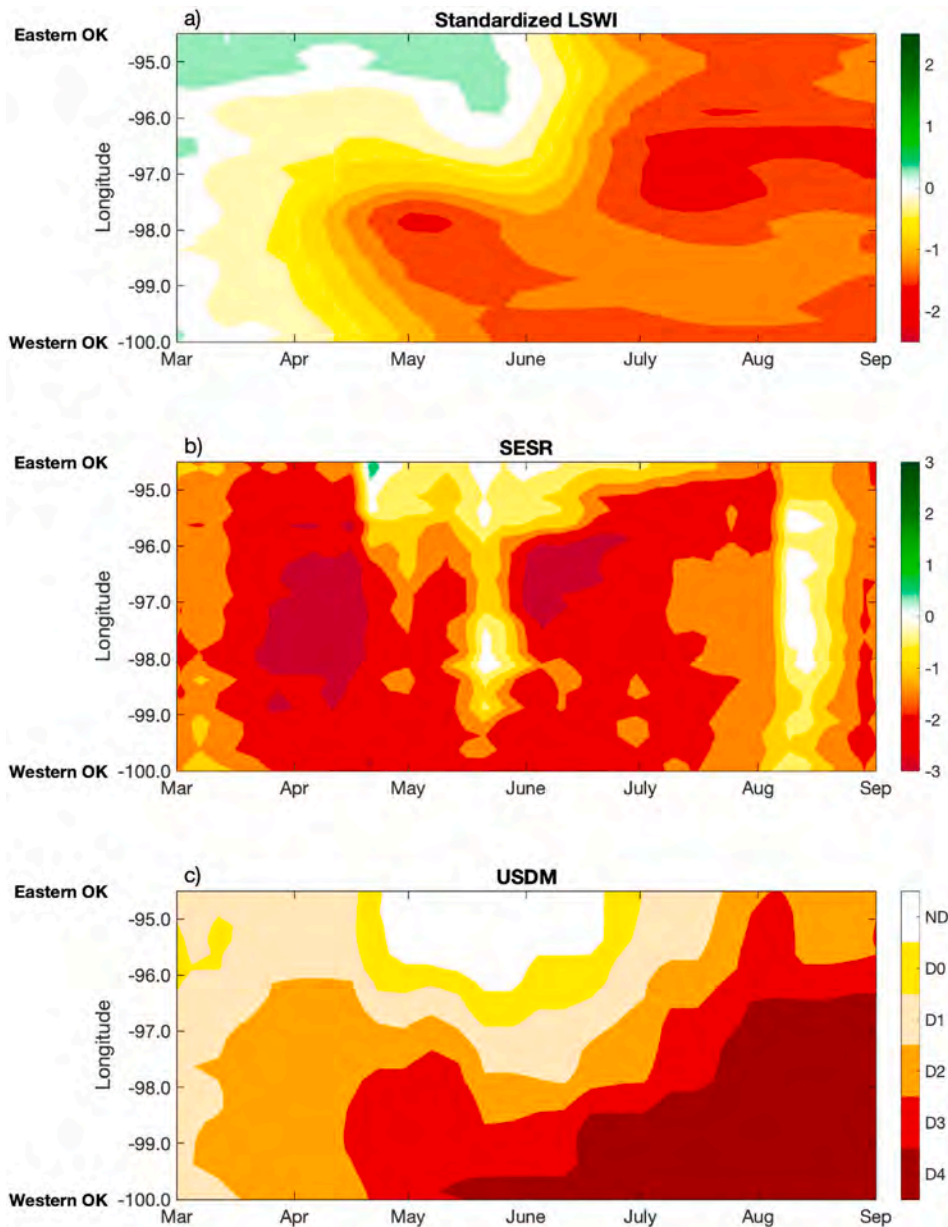 a) Standardized LSWI
Eastern OK
-95.0
-96.0
-97.0
-98.0
-99.0
Western OK -100.0
Longitude
Mar Apr May June July Aug Sep
2
1
0
-1
-2
b) SESR
Eastern OK
-95.0
-96.0
-97.0
-98.0
-99.0
Western OK -100.0
Longitude
Mar Apr May June July Aug Sep
3
2
1
0
-1
-2
-3
c) USDM
Eastern OK
-95.0
-96.0
-97.0
-98.0
-99.0
Western OK -100.0
Longitude
Mar Apr May June July Aug Sep
ND
D0
D1
D2
D3
D4